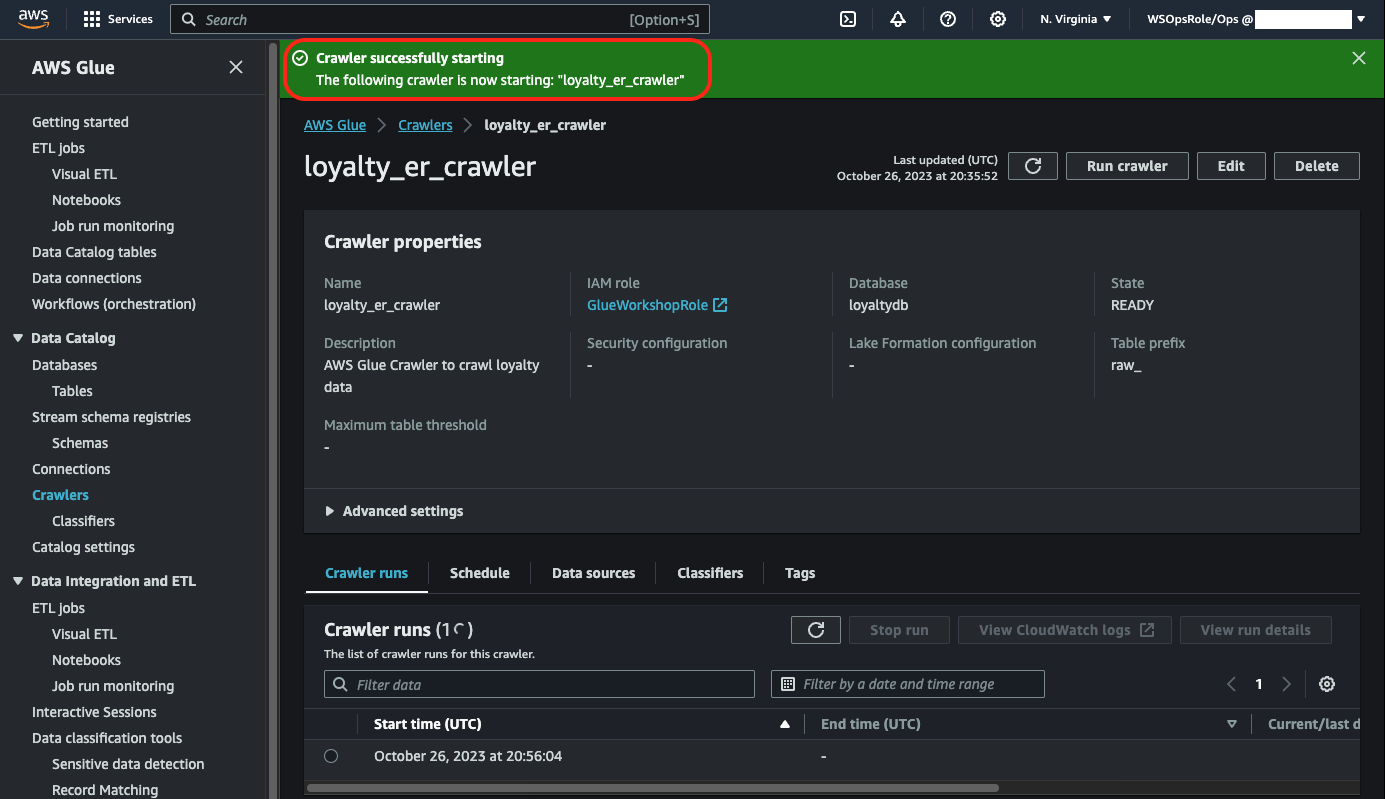 aws
Services
Search
[Option+S]
N. Virginia
WSOpsRole/Ops @
AWS Glue
Getting started
ETL jobs
Visual ETL
Notebooks
Job run monitoring
Data Catalog tables
Data connections
Workflows (orchestration)
Data Catalog
Databases
Tables
Stream schema registries
Schemas
Connections
Crawlers
Classifiers
Catalog settings
Data Integration and ETL
ETL jobs
Visual ETL
Notebooks
Job run monitoring
Interactive Sessions
Data classification tools
Sensitive data detection
Record Matching
Crawler successfully starting
The following crawler is now starting: "loyalty_er_crawler"
AWS Glue
Crawlers
loyalty_er_crawler
loyalty_er_crawler
Last updated (UTC)
October 26, 2023 at 20:35:52
Run crawler
Edit
Delete
Crawler properties
Name
loyalty_er_crawler
IAM role
GlueWorkshopRole
Database
loyaltydb
State
READY
Description
AWS Glue Crawler to crawl loyalty
data
Security configuration
-
Lake Formation configuration
-
Table prefix
raw_
Maximum table threshold
-
Advanced settings
Crawler runs
Schedule
Data sources
Classifiers
Tags
Crawler runs (1)
The list of crawler runs for this crawler.
Stop run
View CloudWatch logs
View run details
Filter data
Filter by a date and time range
1
Start time (UTC)
End time (UTC)
Current/last d
October 26, 2023 at 20:56:04
-